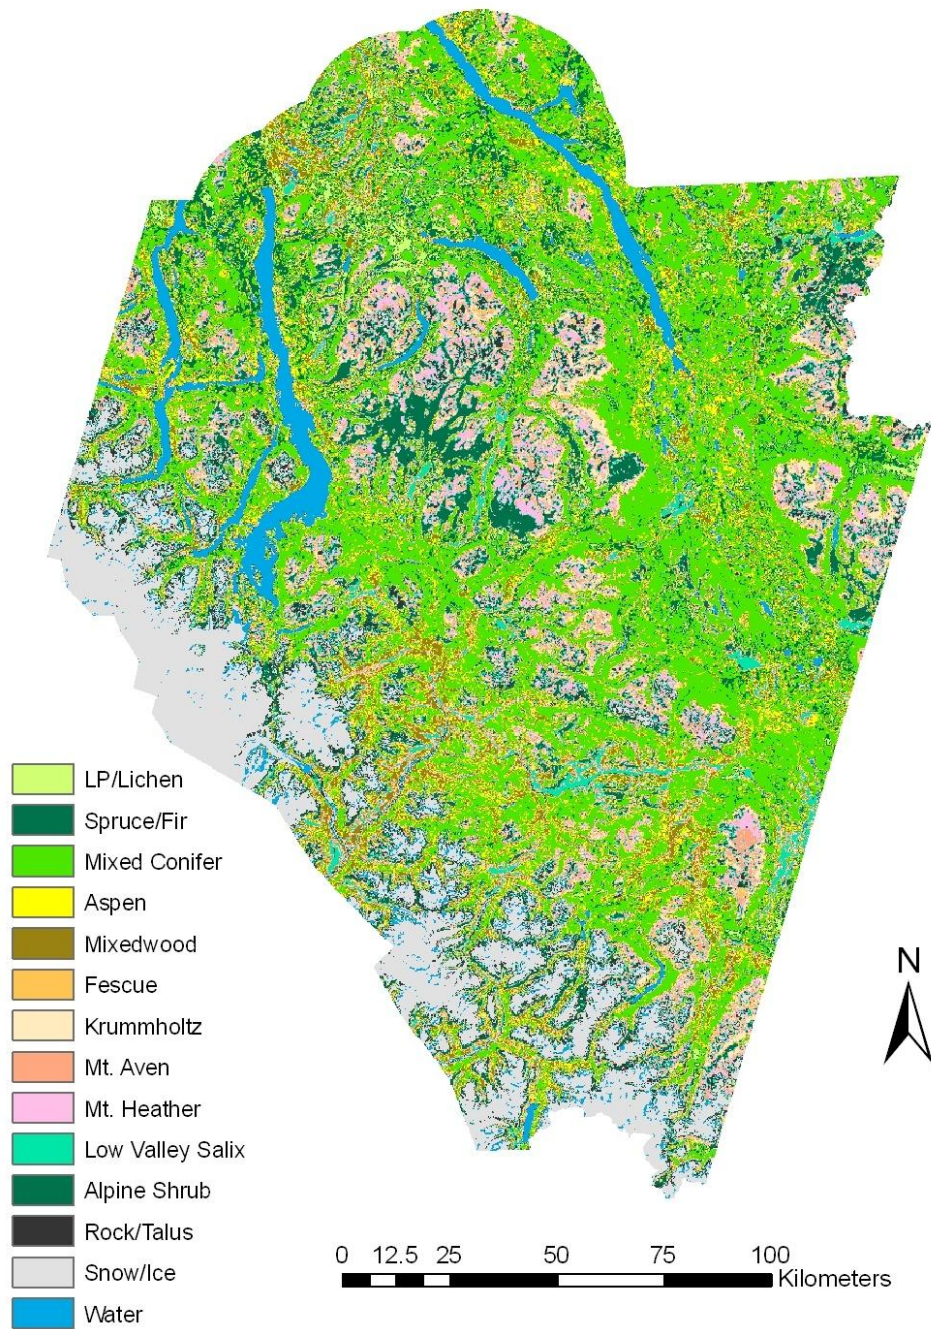 LP/Lichen
Spruce/Fir
Mixed Conifer
Aspen
Mixedwood
Fescue
Krummholtz
Mt. Aven
Mt. Heather
Low Valley Salix
Alpine Shrub
Rock/Talus
Snow/Ice
Water
N
0 12.5 25 50 75 100
Kilometers